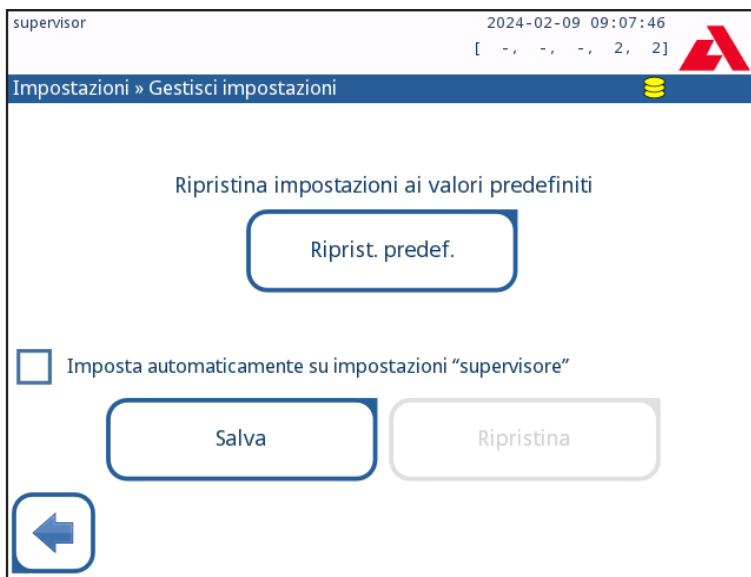 supervisor
2024-02-09 09:07:46
[ -, -, -, 2, 2]
Impostazioni » Gestisci impostazioni
Ripristina impostazioni ai valori predefiniti
Riprist. predef.
Imposta automaticamente su impostazioni “supervisore”
Salva
Ripristina